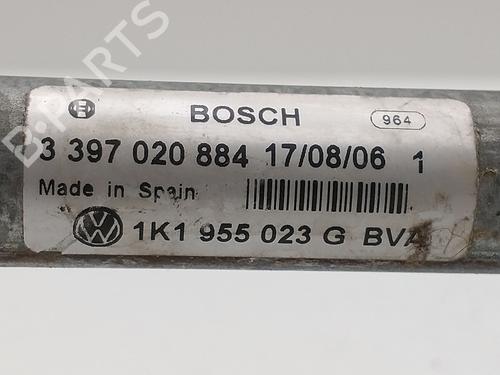 BOSCH
964
3 397 020 884 17/08/06 1
Made in Spain
1K1 955 023 G BVA
B-PARTS